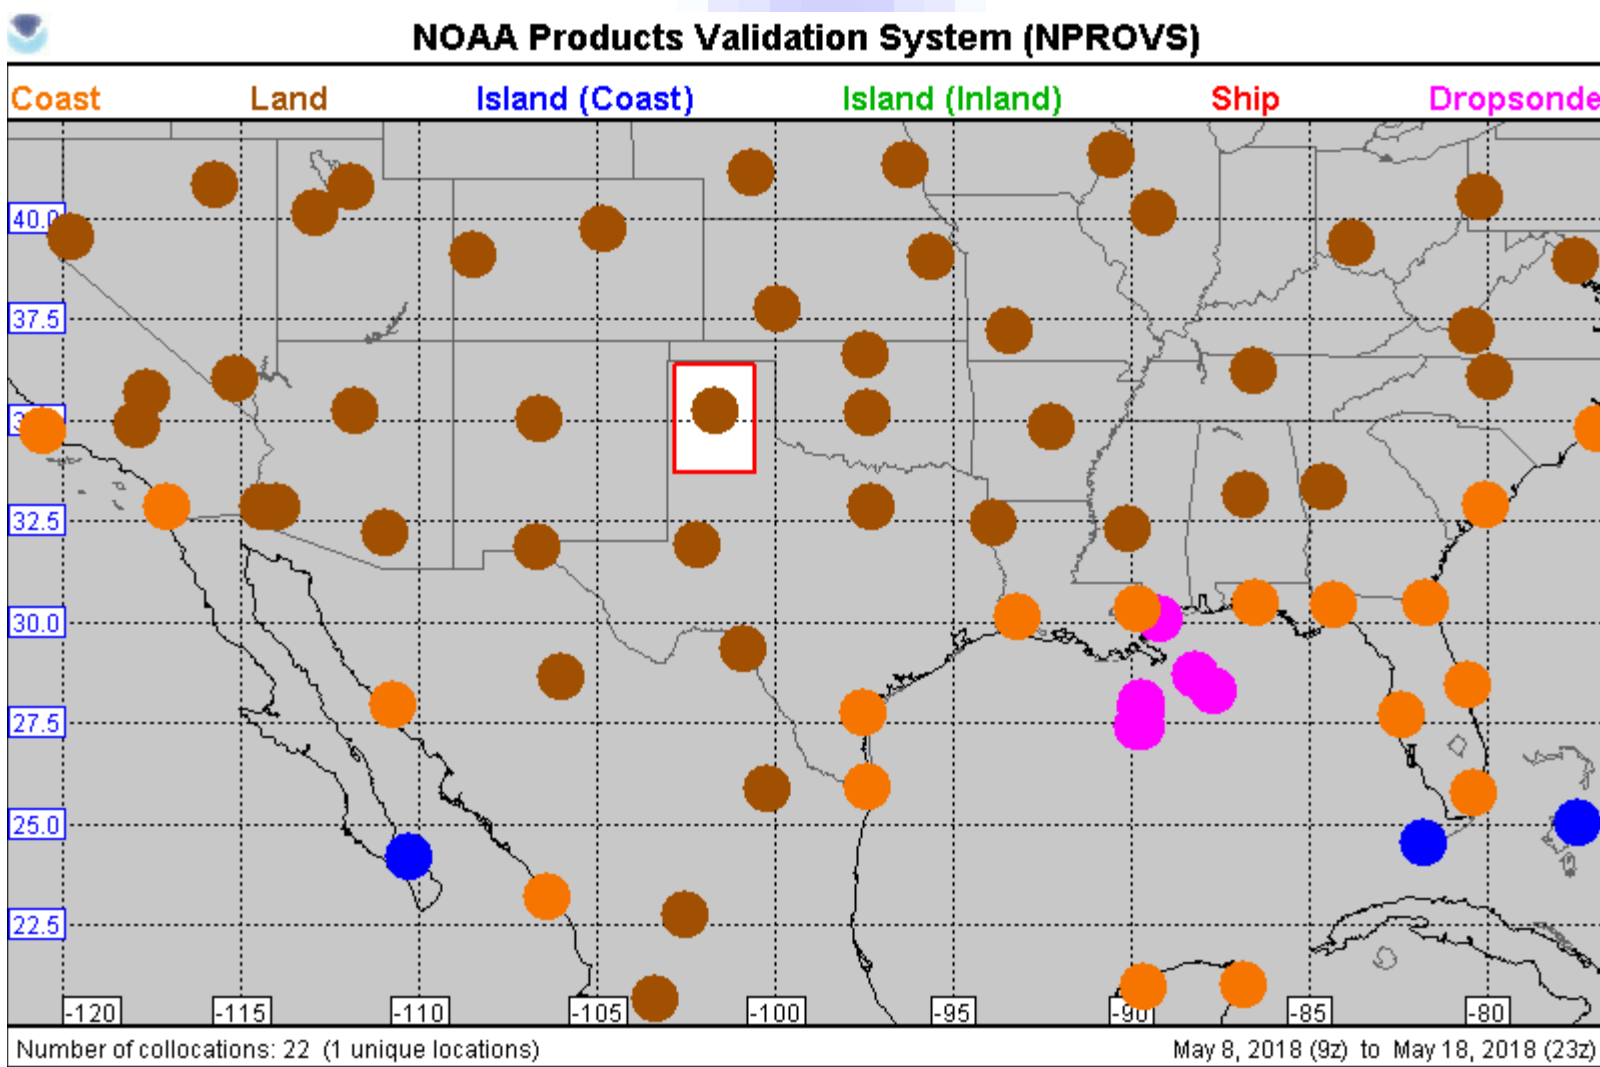 NOAA Products Validation System (NPROVS)
Coast Land Island (Coast) Island (Inland) Ship Dropsonde
40.0
37.5
3
32.5
30.0
27.5
25.0
22.5
-120 -115 -110 -105 -100 -95 -90 -85 -80
Number of collocations: 22 (1 unique locations) May 8, 2018 (9z) to May 18, 2018 (23z)